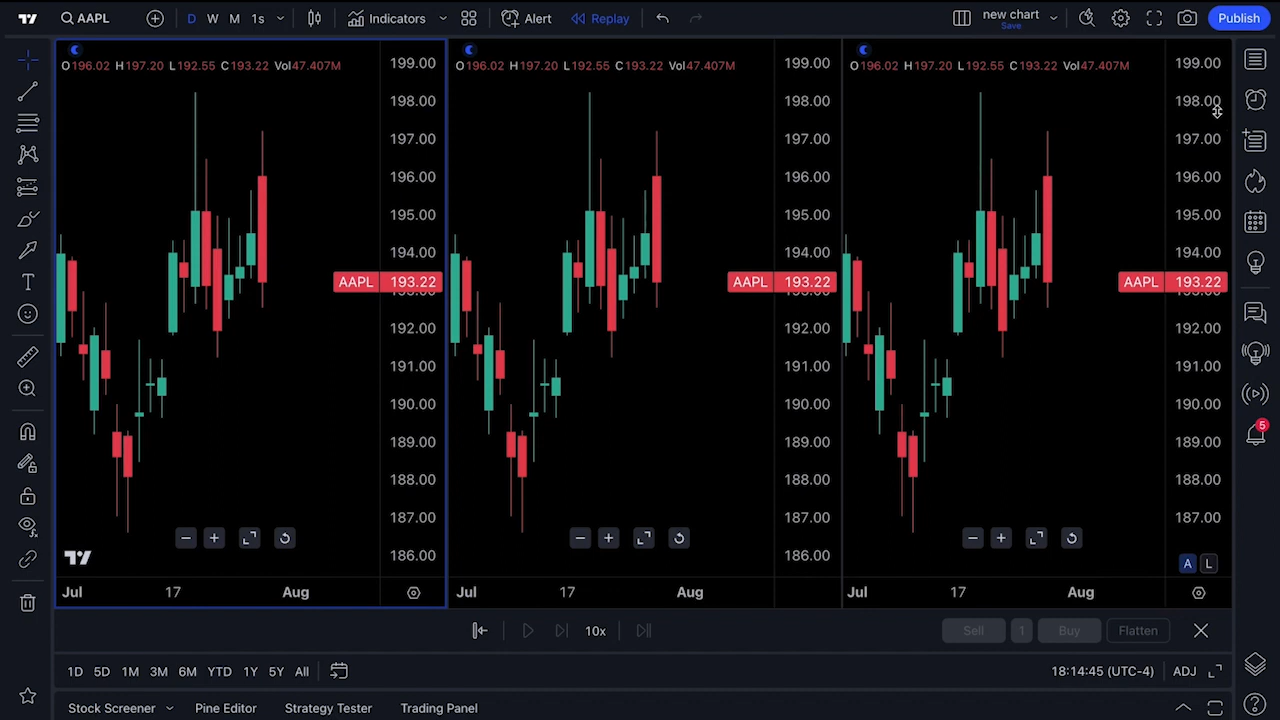 AAPL D W M 1s Indicators Alert Replay new chart Save Publish
O196.02 H197.20 L192.55 C193.22 Vol47.407M
199.00
198.00
197.00
196.00
195.00
194.00
AAPL 193.22
192.00
191.00
190.00
189.00
188.00
187.00
186.00
Jul 17 Aug
O196.02 H197.20 L192.55 C193.22 Vol47.407M
199.00
198.00
197.00
196.00
195.00
194.00
AAPL 193.22
192.00
191.00
190.00
189.00
188.00
187.00
186.00
Jul 17 Aug
O196.02 H197.20 L192.55 C193.22 Vol47.407M
199.00
198.00
197.00
196.00
195.00
194.00
AAPL 193.22
192.00
191.00
190.00
189.00
188.00
187.00
A L
Jul 17 Aug
5
10x Sell 1 Buy Flatten
1D 5D 1M 3M 6M YTD 1Y 5Y All 18:14:45 (UTC-4) ADJ
Stock Screener Pine Editor Strategy Tester Trading Panel